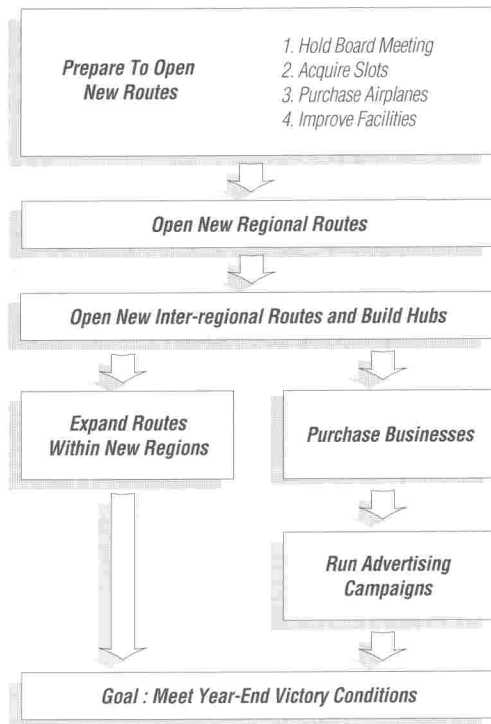 Prepare To Open
New Routes
1. Hold Board Meeting
2. Acquire Slots
3. Purchase Airplanes
4. Improve Facilities
Open New Regional Routes
Open New Inter-regional Routes and Build Hubs
Expand Routes
Within New Regions
Purchase Businesses
Run Advertising
Campaigns
Goal : Meet Year-End Victory Conditions